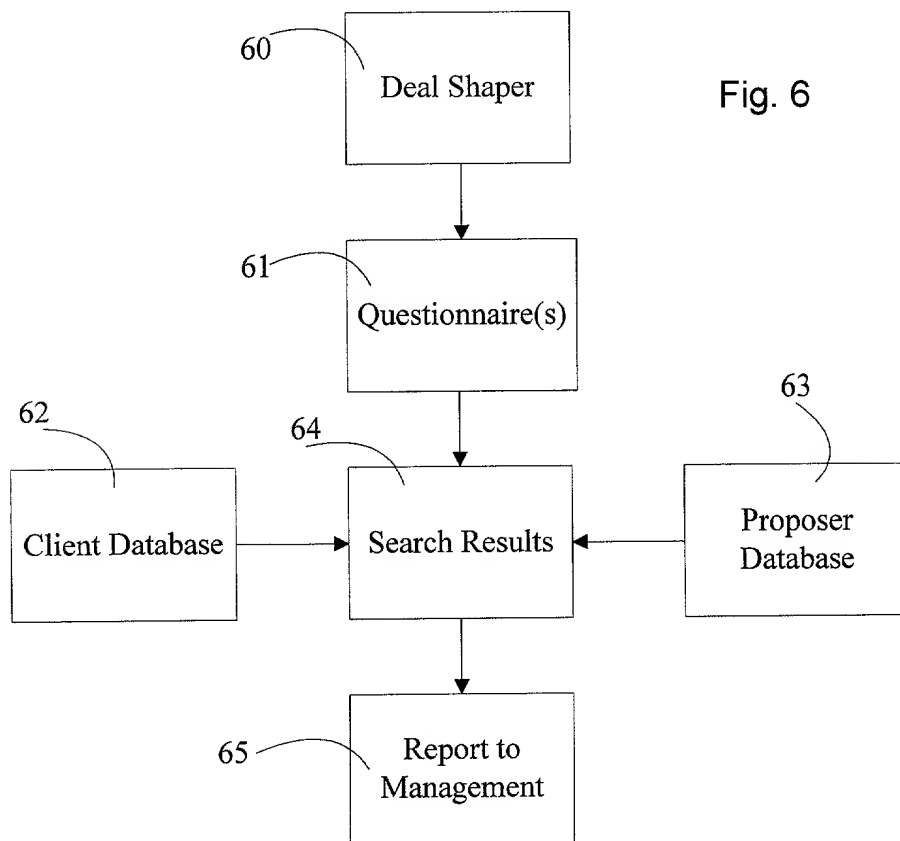 60
Deal Shaper
Fig. 6
61
Questionnaire(s)
62
64
63
Client Database
Search Results
Proposer
Database
65
Report to
Management